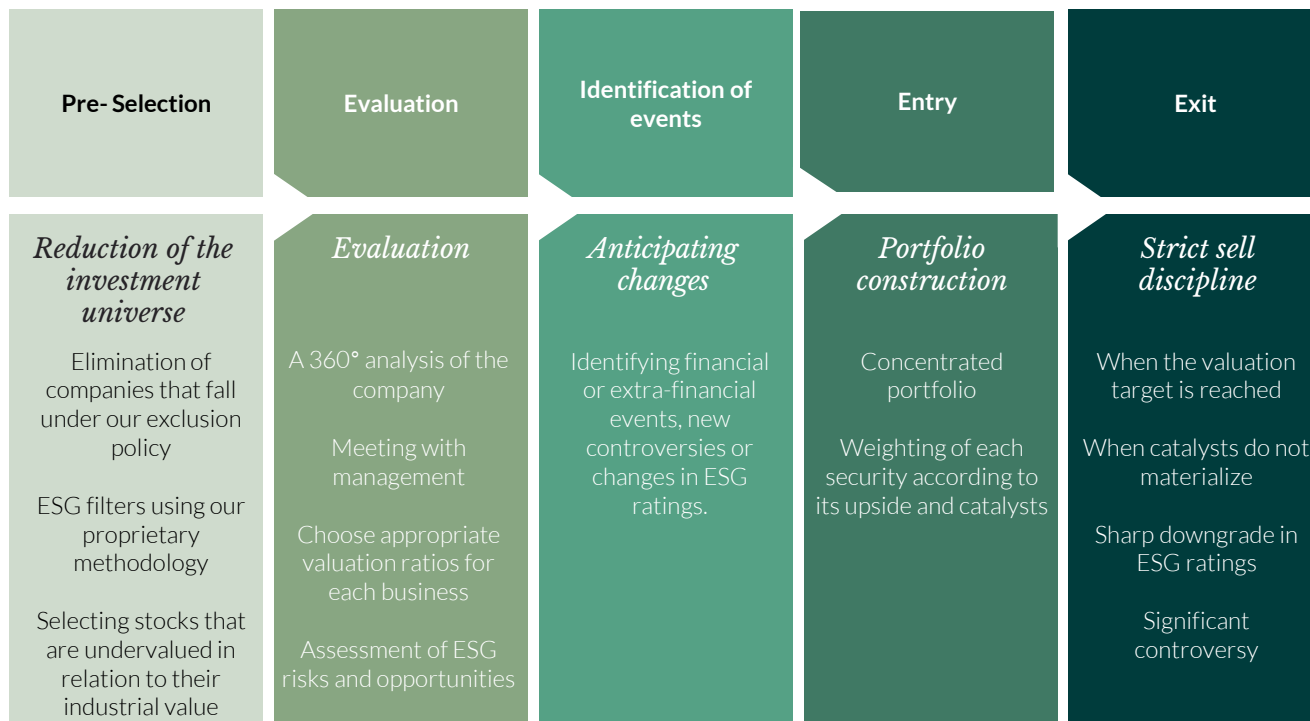 Pre- Selection
Evaluation
Identification of
events
Entry
Exit
Reduction of the
investment
universe
Elimination of
companies that fall
under our exclusion
policy
ESG filters using our
proprietary
methodology
Selecting stocks that
are undervalued in
relation to their
industrial value
Evaluation
A 360° analysis of the
company
Meeting with
management
Choose appropriate
valuation ratios for
each business
Assessment of ESG
risks and opportunities
Anticipating
changes
Identifying financial
or extra-financial
events, new
controversies or
changes in ESG
ratings.
Portfolio
construction
Concentrated
portfolio
Weighting of each
security according to
its upside and catalysts
Strict sell
discipline
When the valuation
target is reached
When catalysts do not
materialize
Sharp downgrade in
ESG ratings
Significant
controversy